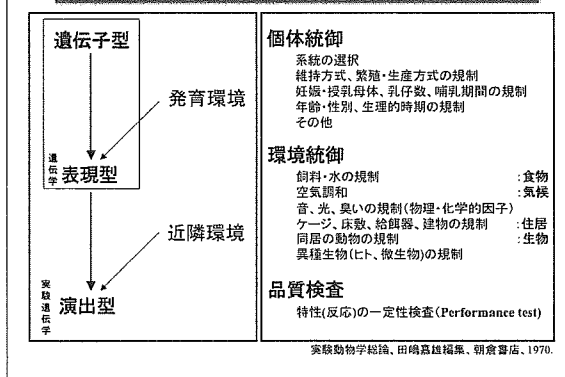 遺伝子型
発育環境
遺伝学
表現型
近隣環境
実験遺伝学
演出型
個体統御
系統の選択
維持方式、繁殖・生産方式の規制
妊娠・授乳母体、乳仔数、哺乳期間の規制
年齢・性別、生理的時期の規制
その他
環境統御
飼料・水の規制 :食物
空気調和 :気候
音、光、臭いの規制(物理・化学的因子)
ケージ、床敷、給餌器、建物の規制 :住居
同居の動物の規制 :生物
異種生物(ヒト、微生物)の規制
品質検査
特性(反応)の一定性検査(Performance test)
実験動物学総論、田嶋嘉雄編集、朝倉書店、1970.